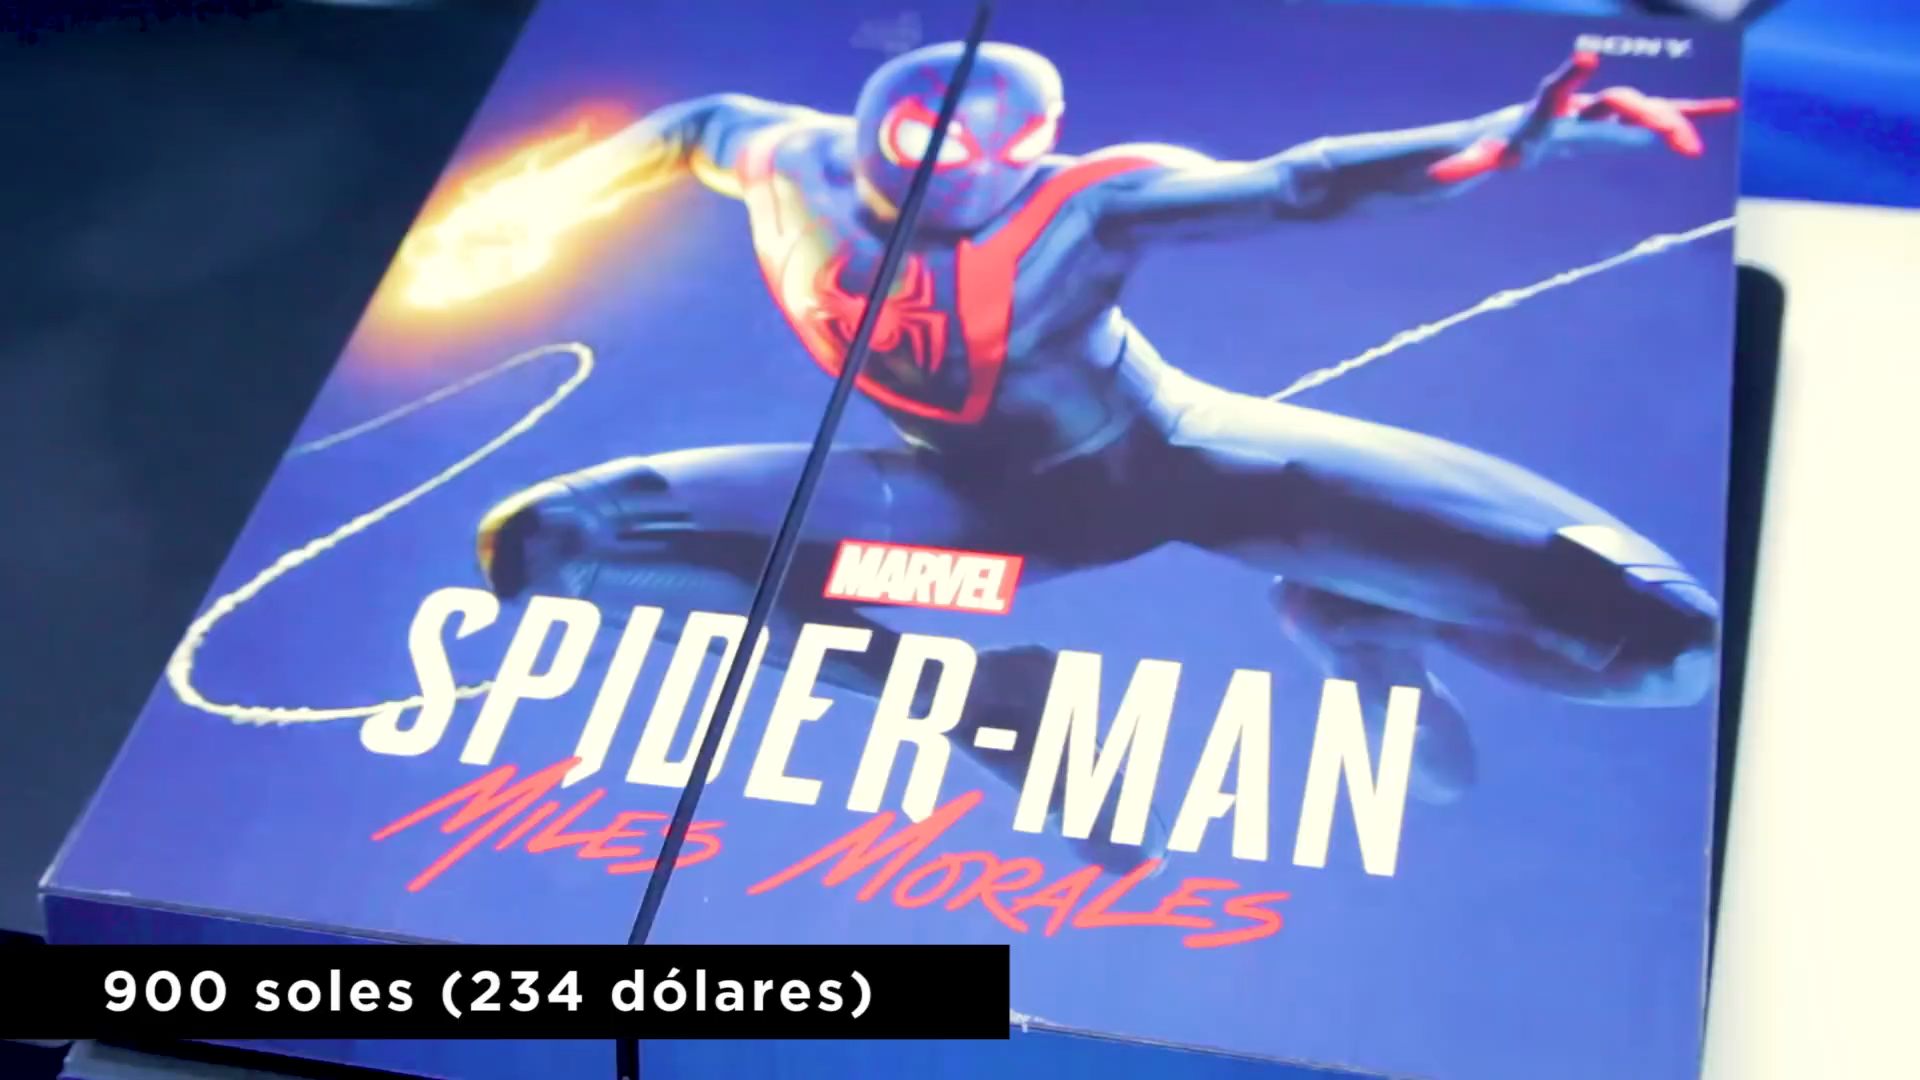 SONY
MARVEL
SPIDER-MAN
MILES MORALES
900 soles (234 dólares)